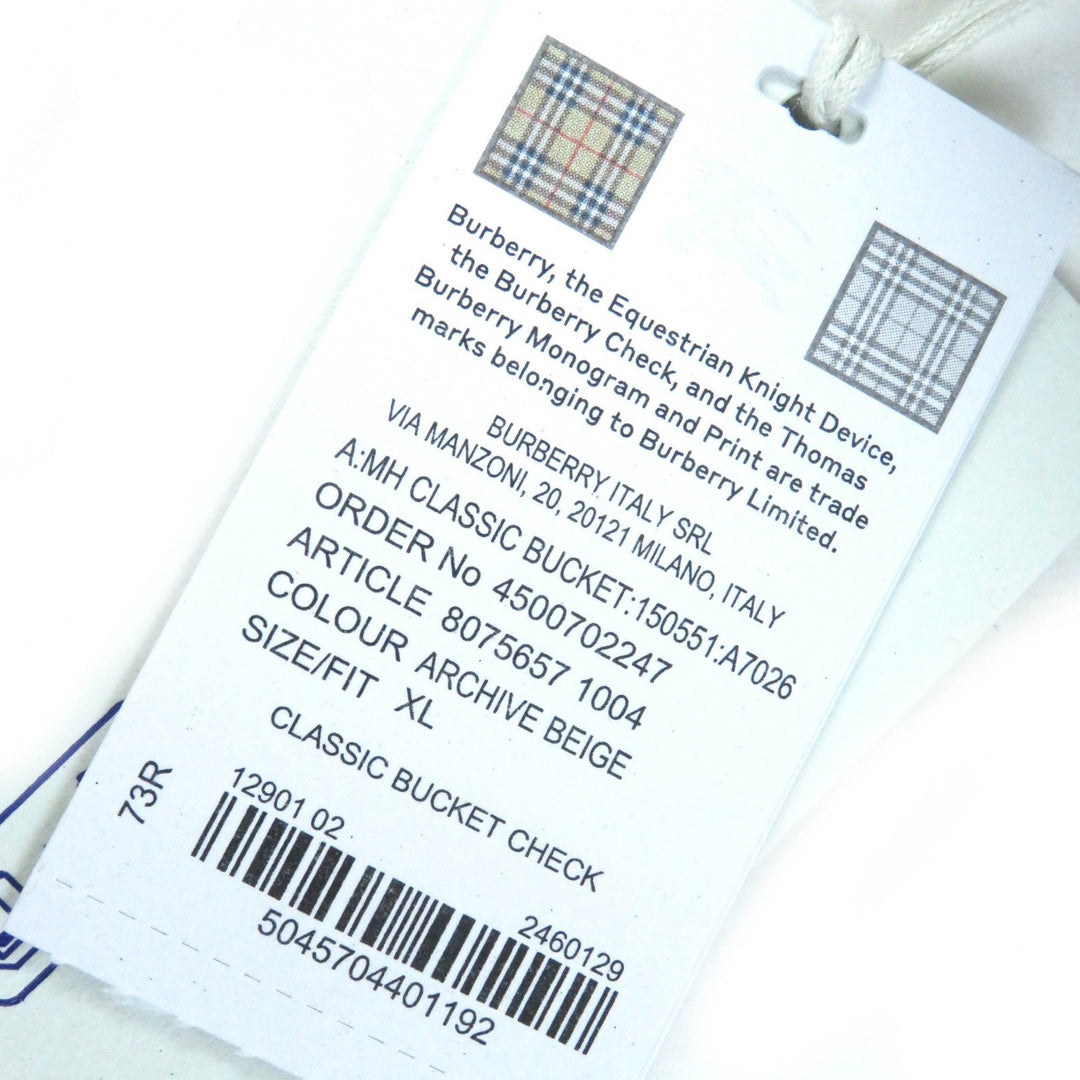 Burberry, the Equestrian Knight Device,
the Burberry Check, and the Thomas
Burberry Monogram and Print are trade
marks belonging to Burberry Limited.
BURBERRY ITALY SRL
VIA MANZONI, 20, 20121 MILANO, ITALY
A:MH CLASSIC BUCKET:150551:A7026
ORDER No 4500702247
ARTICLE 8075657 1004
COLOUR ARCHIVE BEIGE
SIZE/FIT XL
CLASSIC BUCKET CHECK
73R
12901 02
2460129
5045704401192